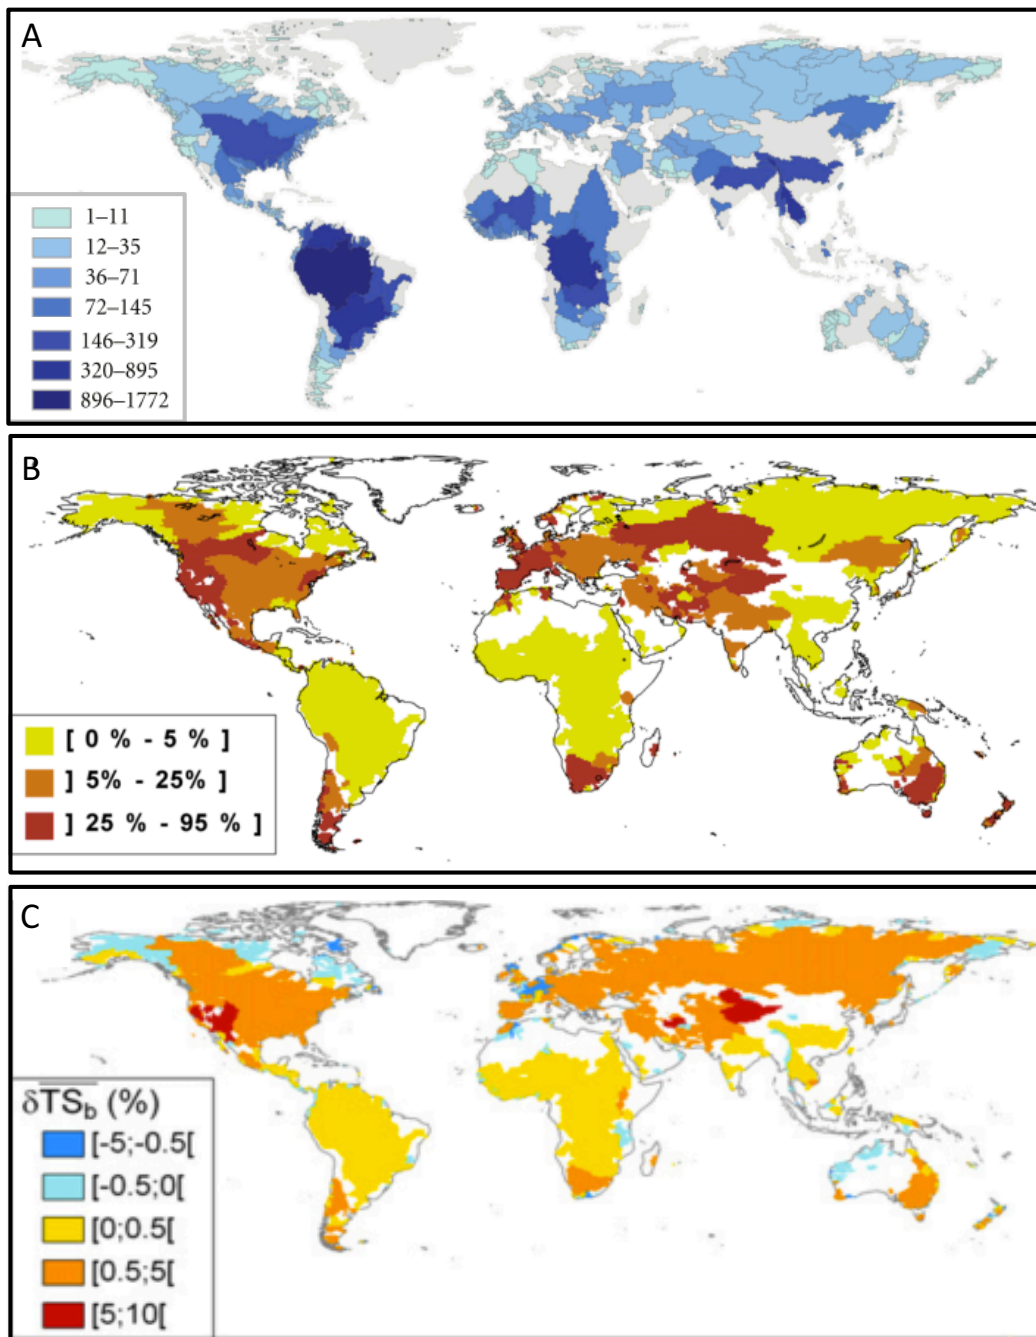 A
1–11
12–35
36–71
72–145
146–319
320–895
896–1772
B
[ 0 % - 5 % ]
] 5% - 25% ]
] 25 % - 95 % ]
C
δTS_b (%)
[-5;-0.5[
[-0.5;0[
[0;0.5[
[0.5;5[
[5;10[